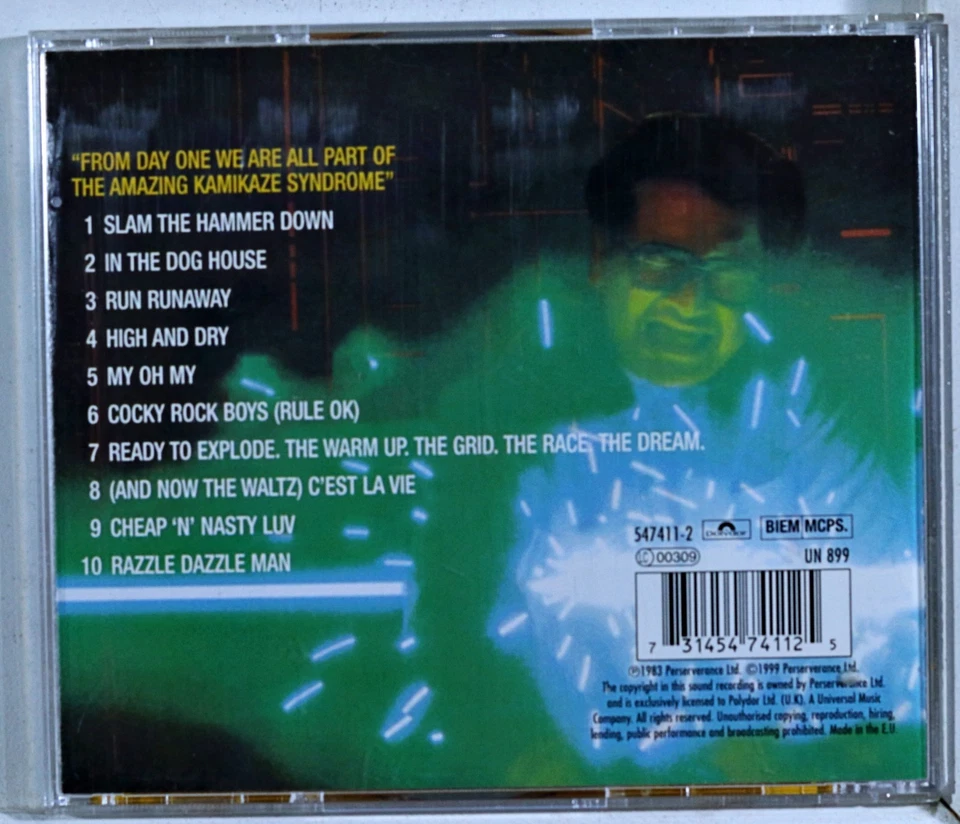 “FROM DAY ONE WE ARE ALL PART OF
THE AMAZING KAMIKAZE SYNDROME”
1 SLAM THE HAMMER DOWN
2 IN THE DOG HOUSE
3 RUN RUNAWAY
4 HIGH AND DRY
5 MY OH MY
6 COCKY ROCK BOYS (RULE OK)
7 READY TO EXPLODE. THE WARM UP. THE GRID. THE RACE. THE DREAM.
8 (AND NOW THE WALTZ) C’EST LA VIE
9 CHEAP ‘N’ NASTY LUV
10 RAZZLE DAZZLE MAN
547411-2 polydor BIEM MCPS.
LC 00309 UN 899
7 31454 74112 5
℗1983 Perserverance Ltd. ©1999 Perserverance Ltd.
The copyright in this sound recording is owned by Perserverance Ltd.
and is exclusively licensed to Polydor Ltd. (U.K). A Universal Music
Company. All rights reserved. Unauthorised copying, reproduction, hiring,
lending, public performance and broadcasting prohibited. Made in the E.U.